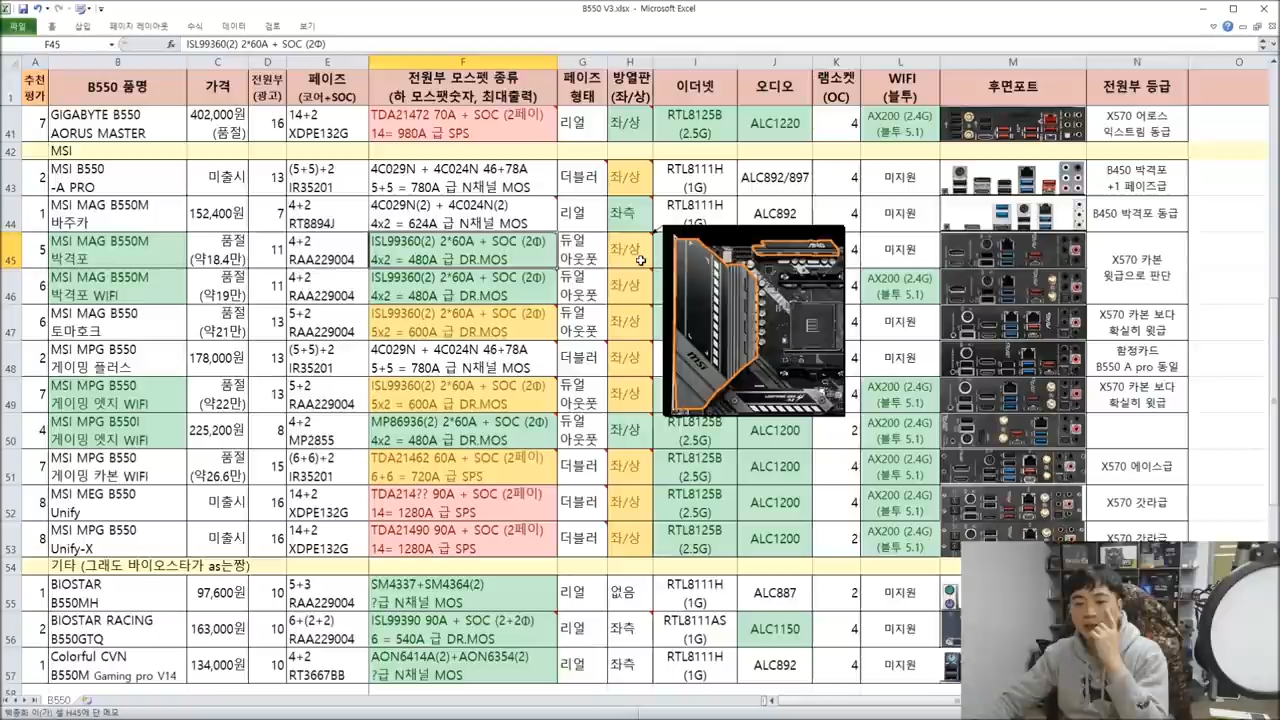 B550 V3.xlsx - Microsoft Excel
파일 홈 삽입 페이지 레이아웃 수식 데이터 검토 보기
F45 fx ISL99360(2) 2*60A + SOC (2Φ)
A B C D E F G H I J K L M N O
1 추천 평가 B550 품명 가격 전원부 (광고) 페이즈 (코어+SOC) 전원부 모스펫 종류 (하 모스팻숫자, 최대출력) 페이즈 형태 방열판 (좌/상) 이더넷 오디오 램소켓 (OC) WIFI (블투) 후면포트 전원부 등급
41 7 GIGABYTE B550 AORUS MASTER 402,000원 (품절) 16 14+2 XDPE132G TDA21472 70A + SOC (2페이) 14= 980A 급 SPS 리얼 좌/상 RTL8125B (2.5G) ALC1220 4 AX200 (2.4G) (블투 5.1) X570 어로스 익스트림 동급
42 MSI
43 2 MSI B550 -A PRO 미출시 13 (5+5)+2 IR35201 4C029N + 4C024N 46+78A 5+5 = 780A 급 N채널 MOS 더블러 좌/상 RTL8111H (1G) ALC892/897 4 미지원 B450 박격포 +1 페이즈급
44 1 MSI MAG B550M 바주카 152,400원 7 4+2 RT8894J 4C029N(2) + 4C024N(2) 4x2 = 624A 급 N채널 MOS 리얼 좌측 RTL8111H (1G) ALC892 4 미지원 B450 박격포 동급
45 5 MSI MAG B550M 박격포 품절 (약18.4만) 11 4+2 RAA229004 ISL99360(2) 2*60A + SOC (2Φ) 4x2 = 480A 급 DR.MOS 듀얼 아웃풋 좌/상 4 미지원 X570 카본 윗급으로 판단
46 6 MSI MAG B550M 박격포 WIFI 품절 (약19만) 11 4+2 RAA229004 ISL99360(2) 2*60A + SOC (2Φ) 4x2 = 480A 급 DR.MOS 듀얼 아웃풋 좌/상 4 AX200 (2.4G) (블투 5.1)
47 6 MSI MAG B550 토마호크 품절 (약21만) 13 5+2 RAA229004 ISL99360(2) 2*60A + SOC (2Φ) 5x2 = 600A 급 DR.MOS 듀얼 아웃풋 좌/상 4 미지원 X570 카본 보다 확실히 윗급
48 2 MSI MPG B550 게이밍 플러스 178,000원 13 (5+5)+2 IR35201 4C029N + 4C024N 46+78A 5+5 = 780A 급 N채널 MOS 더블러 좌/상 4 미지원 함정카드 B550 A pro 동일
49 7 MSI MPG B550 게이밍 엣지 WIFI 품절 (약22만) 13 5+2 RAA229004 ISL99360(2) 2*60A + SOC (2Φ) 5x2 = 600A 급 DR.MOS 듀얼 아웃풋 좌/상 4 AX200 (2.4G) (블투 5.1) X570 카본 보다 확실히 윗급
50 4 MSI MPG B550I 게이밍 엣지 WIFI 225,200원 8 4+2 MP2855 MP86936(2) 2*60A + SOC (2Φ) 4x2 = 480A 급 DR.MOS 듀얼 아웃풋 좌/상 RTL8125B (2.5G) ALC1200 2 AX200 (2.4G) (블투 5.1)
51 7 MSI MPG B550 게이밍 카본 WIFI 품절 (약26.6만) 15 (6+6)+2 IR35201 TDA21462 60A + SOC (2페이) 6+6 = 720A 급 SPS 더블러 좌/상 RTL8125B (2.5G) ALC1200 4 AX200 (2.4G) (블투 5.1) X570 에이스급
52 8 MSI MEG B550 Unify 미출시 16 14+2 XDPE132G TDA214?? 90A + SOC (2페이) 14= 1280A 급 SPS 더블러 좌/상 RTL8125B (2.5G) ALC1200 4 AX200 (2.4G) (블투 5.1) X570 갓라급
53 8 MSI MPG B550 Unify-X 미출시 16 14+2 XDPE132G TDA21490 90A + SOC (2페이) 14= 1280A 급 SPS 더블러 좌/상 RTL8125B (2.5G) ALC1200 2 AX200 (2.4G) (블투 5.1) X570 갓라급
54 기타 (그래도 바이오스타가 as는짱)
55 1 BIOSTAR B550MH 97,600원 10 5+3 RAA229004 SM4337+SM4364(2) ?급 N채널 MOS 리얼 없음 RTL8111H (1G) ALC887 2 미지원
56 2 BIOSTAR RACING B550GTQ 163,000원 10 6+(2+2) RAA229004 ISL99390 90A + SOC (2+2Φ) 6 = 540A 급 DR.MOS 리얼 좌측 RTL8111AS (1G) ALC1150 4 미지원
57 1 Colorful CVN B550M Gaming pro V14 134,000원 10 4+2 RT3667BB AON6414A(2)+AON6354(2) ?급 N채널 MOS 리얼 좌측 RTL8111H (1G) ALC892 4 미지원
58
B550